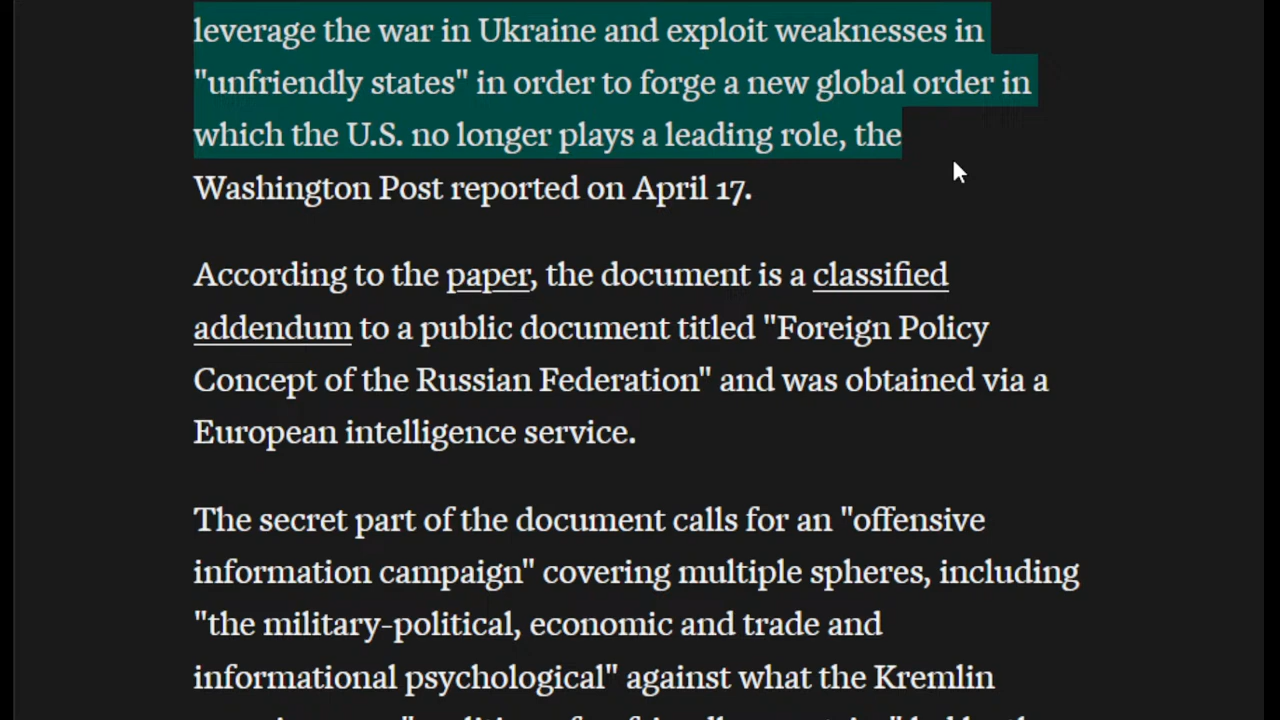 leverage the war in Ukraine and exploit weaknesses in
"unfriendly states" in order to forge a new global order in
which the U.S. no longer plays a leading role, the
Washington Post reported on April 17.
According to the paper, the document is a classified
addendum to a public document titled "Foreign Policy
Concept of the Russian Federation" and was obtained via a
European intelligence service.
The secret part of the document calls for an "offensive
information campaign" covering multiple spheres, including
"the military-political, economic and trade and
informational psychological" against what the Kremlin